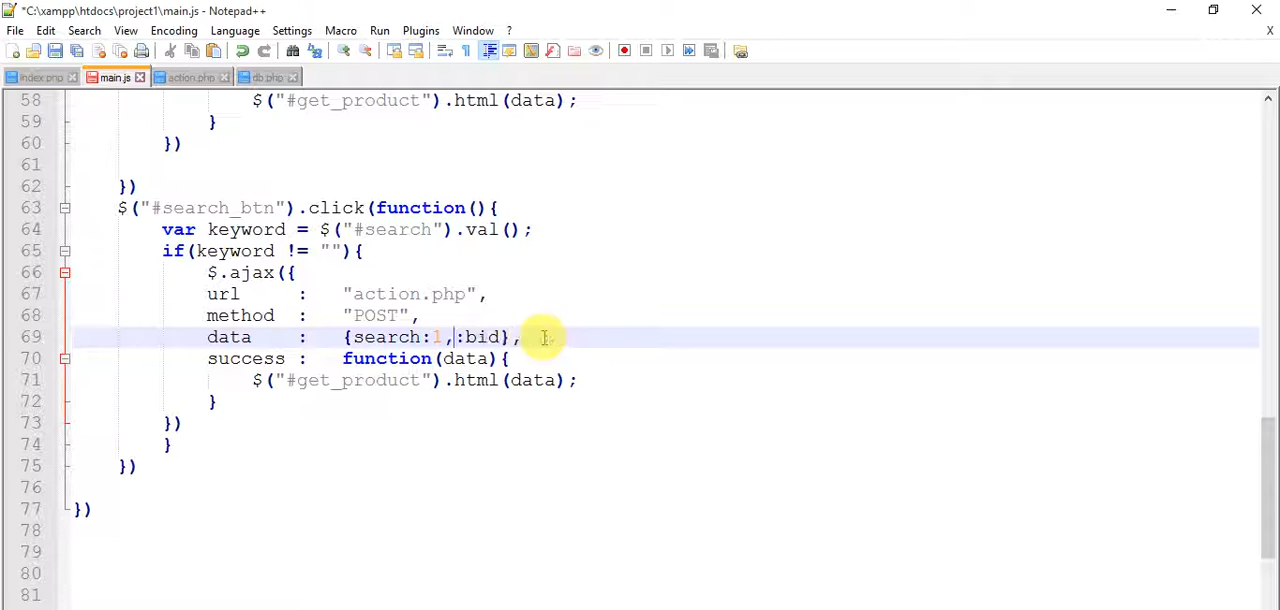 *C:\xampp\htdocs\project1\main.js - Notepad++
File Edit Search View Encoding Language Settings Macro Run Plugins Window ?
X
index.php main.js action.php db.php
58 $("#get_product").html(data);
59 }
60 })
61
62 })
63 $("#search_btn").click(function(){
64 var keyword = $("#search").val();
65 if(keyword != ""){
66 $.ajax({
67 url : "action.php",
68 method : "POST",
69 data : {search:1,:bid},
70 success : function(data){
71 $("#get_product").html(data);
72 }
73 })
74 }
75 })
76
77 })
78
79
80
81